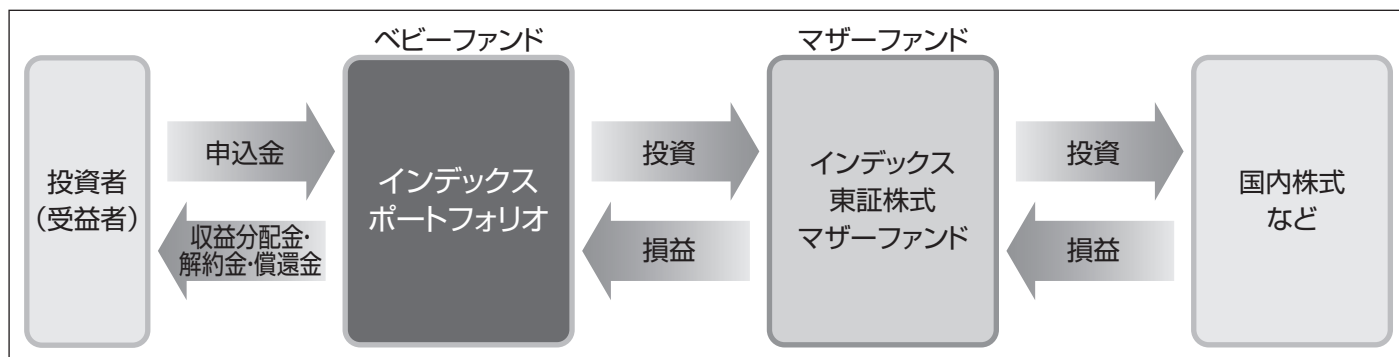 ベビーファンド
マザーファンド
投資者
（受益者）
申込金
収益分配金・
解約金・償還金
インデックス
ポートフォリオ
投資
損益
インデックス
東証株式
マザーファンド
投資
損益
国内株式
など